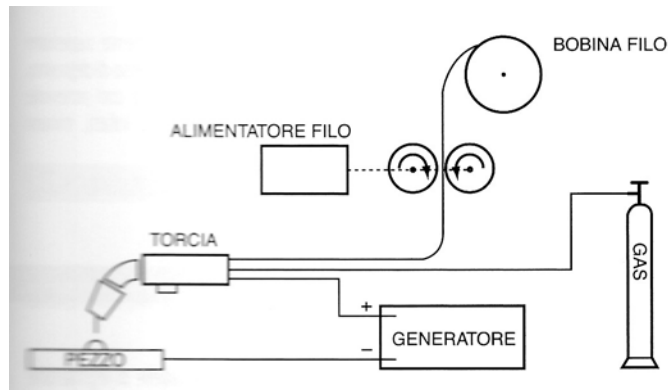 BOBINA FILO
ALIMENTATORE FILO
TORCIA
GAS
+
GENERATORE
–
PEZZO